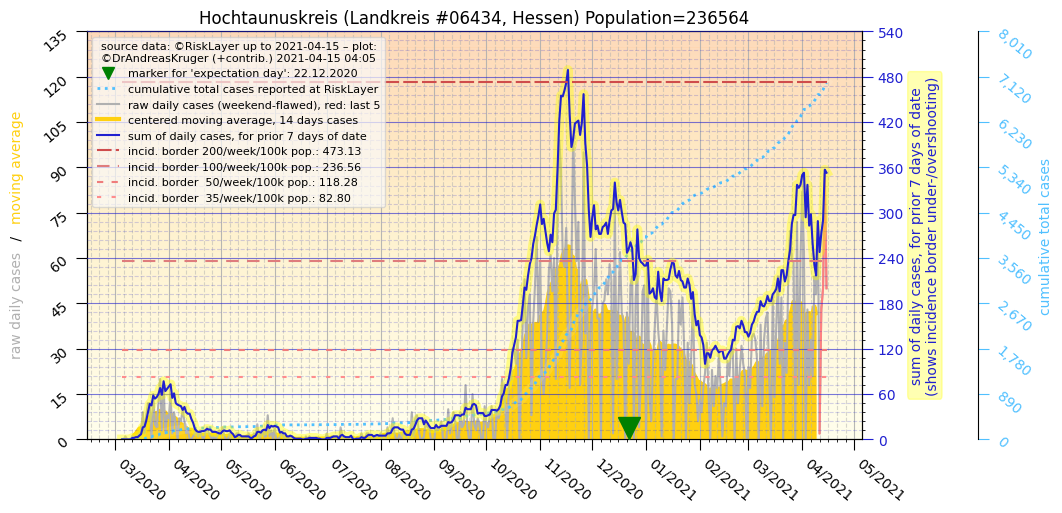 Hochtaunuskreis (Landkreis #06434, Hessen) Population=236564
source data: ©RiskLayer up to 2021-04-15 – plot:
©DrAndreasKruger (+contrib.) 2021-04-15 04:05
marker for 'expectation day': 22.12.2020
cumulative total cases reported at RiskLayer
raw daily cases (weekend-flawed), red: last 5
centered moving average, 14 days cases
sum of daily cases, for prior 7 days of date
incid. border 200/week/100k pop.: 473.13
incid. border 100/week/100k pop.: 236.56
incid. border  50/week/100k pop.: 118.28
incid. border  35/week/100k pop.: 82.80
raw daily cases / moving average
135
120
105
90
75
60
45
30
15
0
03/2020
04/2020
05/2020
06/2020
07/2020
08/2020
09/2020
10/2020
11/2020
12/2020
01/2021
02/2021
03/2021
04/2021
05/2021
540
480
420
360
300
240
180
120
60
0
sum of daily cases, for prior 7 days of date
(shows incidence border under-/overshooting)
8,010
7,120
6,230
5,340
4,450
3,560
2,670
1,780
890
0
cumulative total cases